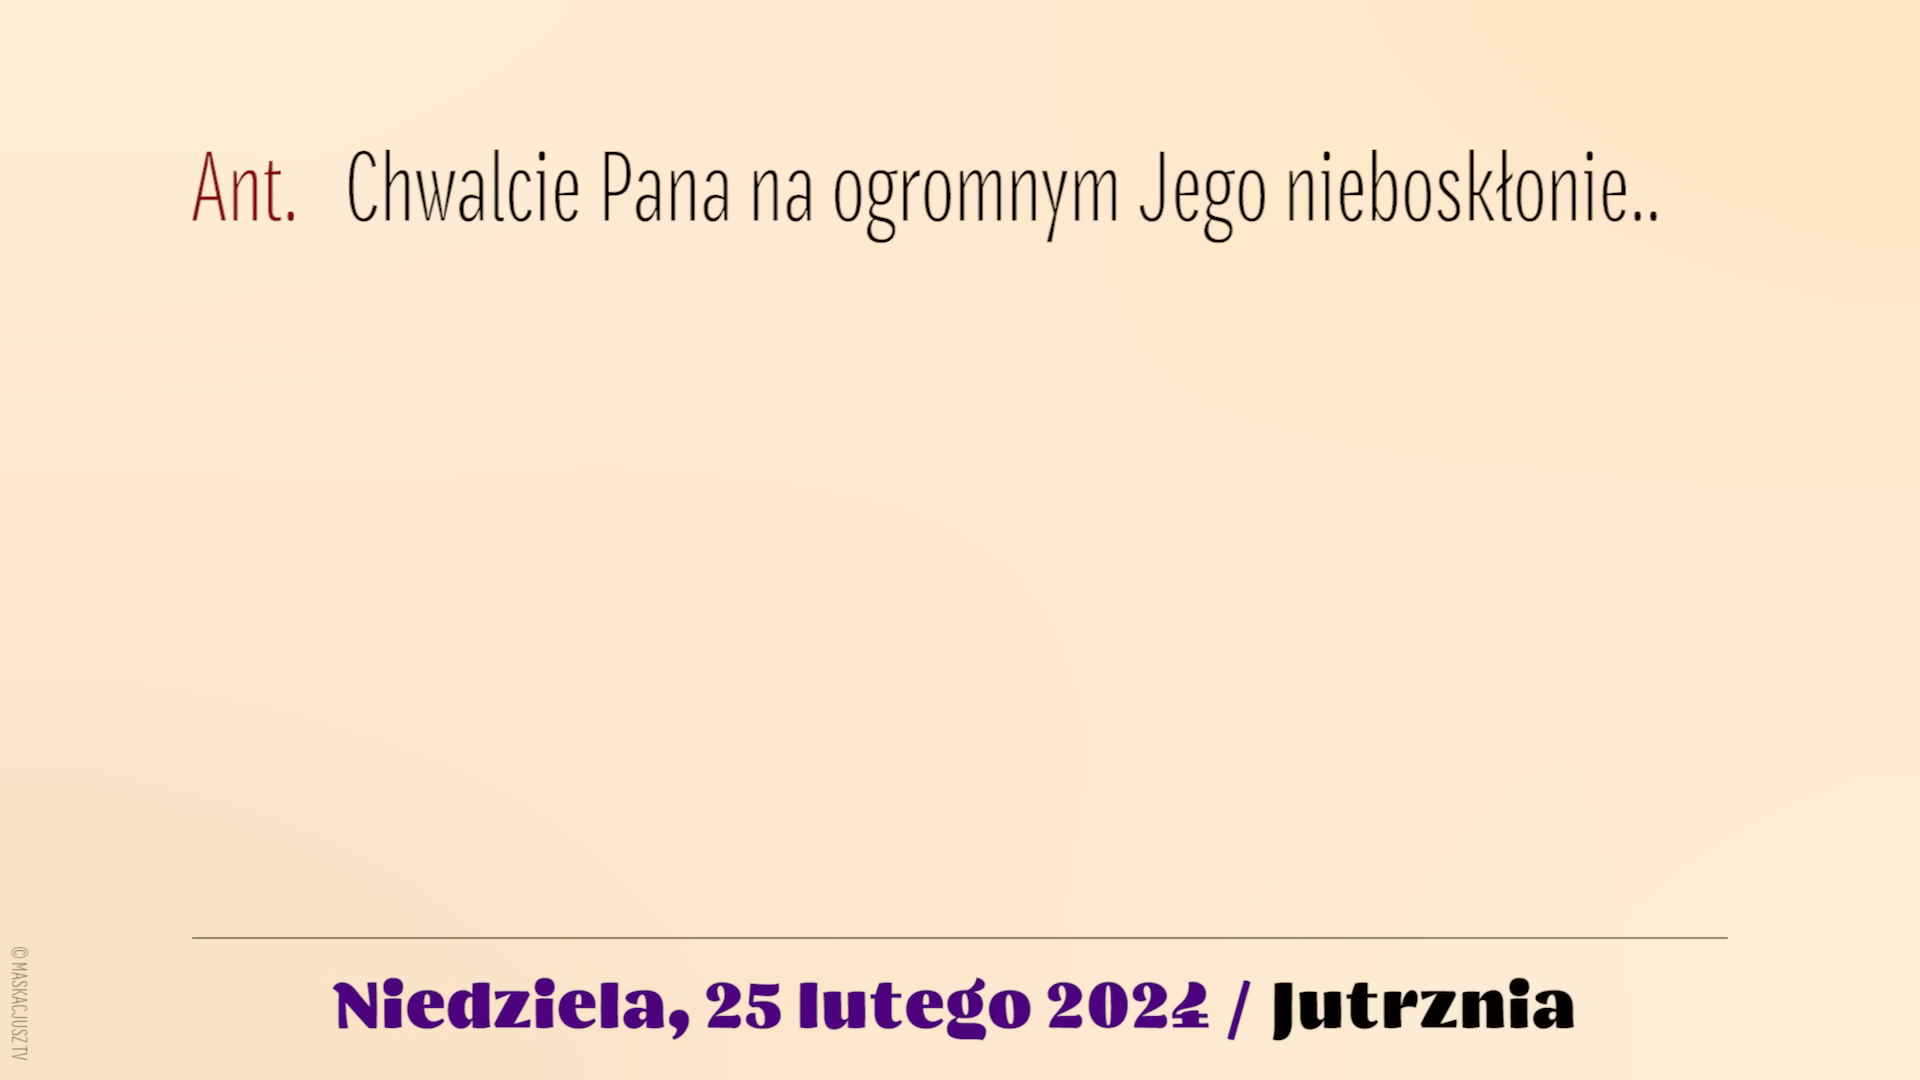 Ant. Chwalcie Pana na ogromnym Jego nieboskłonie..
Niedziela, 25 lutego 2024 / Jutrznia
© MASKACJUSZ TV